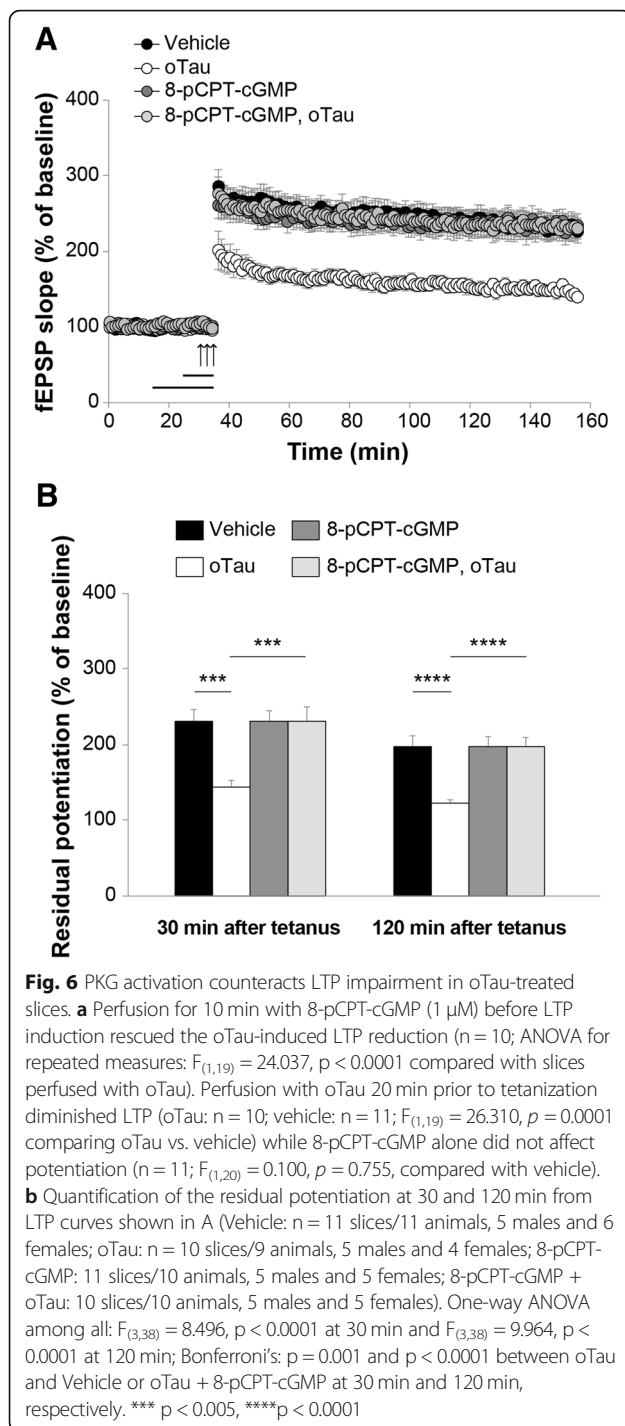 A
Vehicle
oTau
8-pCPT-cGMP
8-pCPT-cGMP, oTau
fEPSP slope (% of baseline)
400
300
200
100
0
0 20 40 60 80 100 120 140 160
Time (min)
B
Vehicle 8-pCPT-cGMP
oTau 8-pCPT-cGMP, oTau
Residual potentiation (% of baseline)
400
300
200
100
0
*** ***
**** ****
30 min after tetanus 120 min after tetanus
Fig. 6 PKG activation counteracts LTP impairment in oTau-treated
slices. a Perfusion for 10 min with 8-pCPT-cGMP (1 μM) before LTP
induction rescued the oTau-induced LTP reduction (n = 10; ANOVA for
repeated measures: F(1,19) = 24.037, p < 0.0001 compared with slices
perfused with oTau). Perfusion with oTau 20 min prior to tetanization
diminished LTP (oTau: n = 10; vehicle: n = 11; F(1,19) = 26.310, p = 0.0001
comparing oTau vs. vehicle) while 8-pCPT-cGMP alone did not affect
potentiation (n = 11; F(1,20) = 0.100, p = 0.755, compared with vehicle).
b Quantification of the residual potentiation at 30 and 120 min from
LTP curves shown in A (Vehicle: n = 11 slices/11 animals, 5 males and 6
females; oTau: n = 10 slices/9 animals, 5 males and 4 females; 8-pCPT-
cGMP: 11 slices/10 animals, 5 males and 5 females; 8-pCPT-cGMP +
oTau: 10 slices/10 animals, 5 males and 5 females). One-way ANOVA
among all: F(3,38) = 8.496, p < 0.0001 at 30 min and F(3,38) = 9.964, p <
0.0001 at 120 min; Bonferroni's: p = 0.001 and p < 0.0001 between oTau
and Vehicle or oTau + 8-pCPT-cGMP at 30 min and 120 min,
respectively. *** p < 0.005, ****p < 0.0001